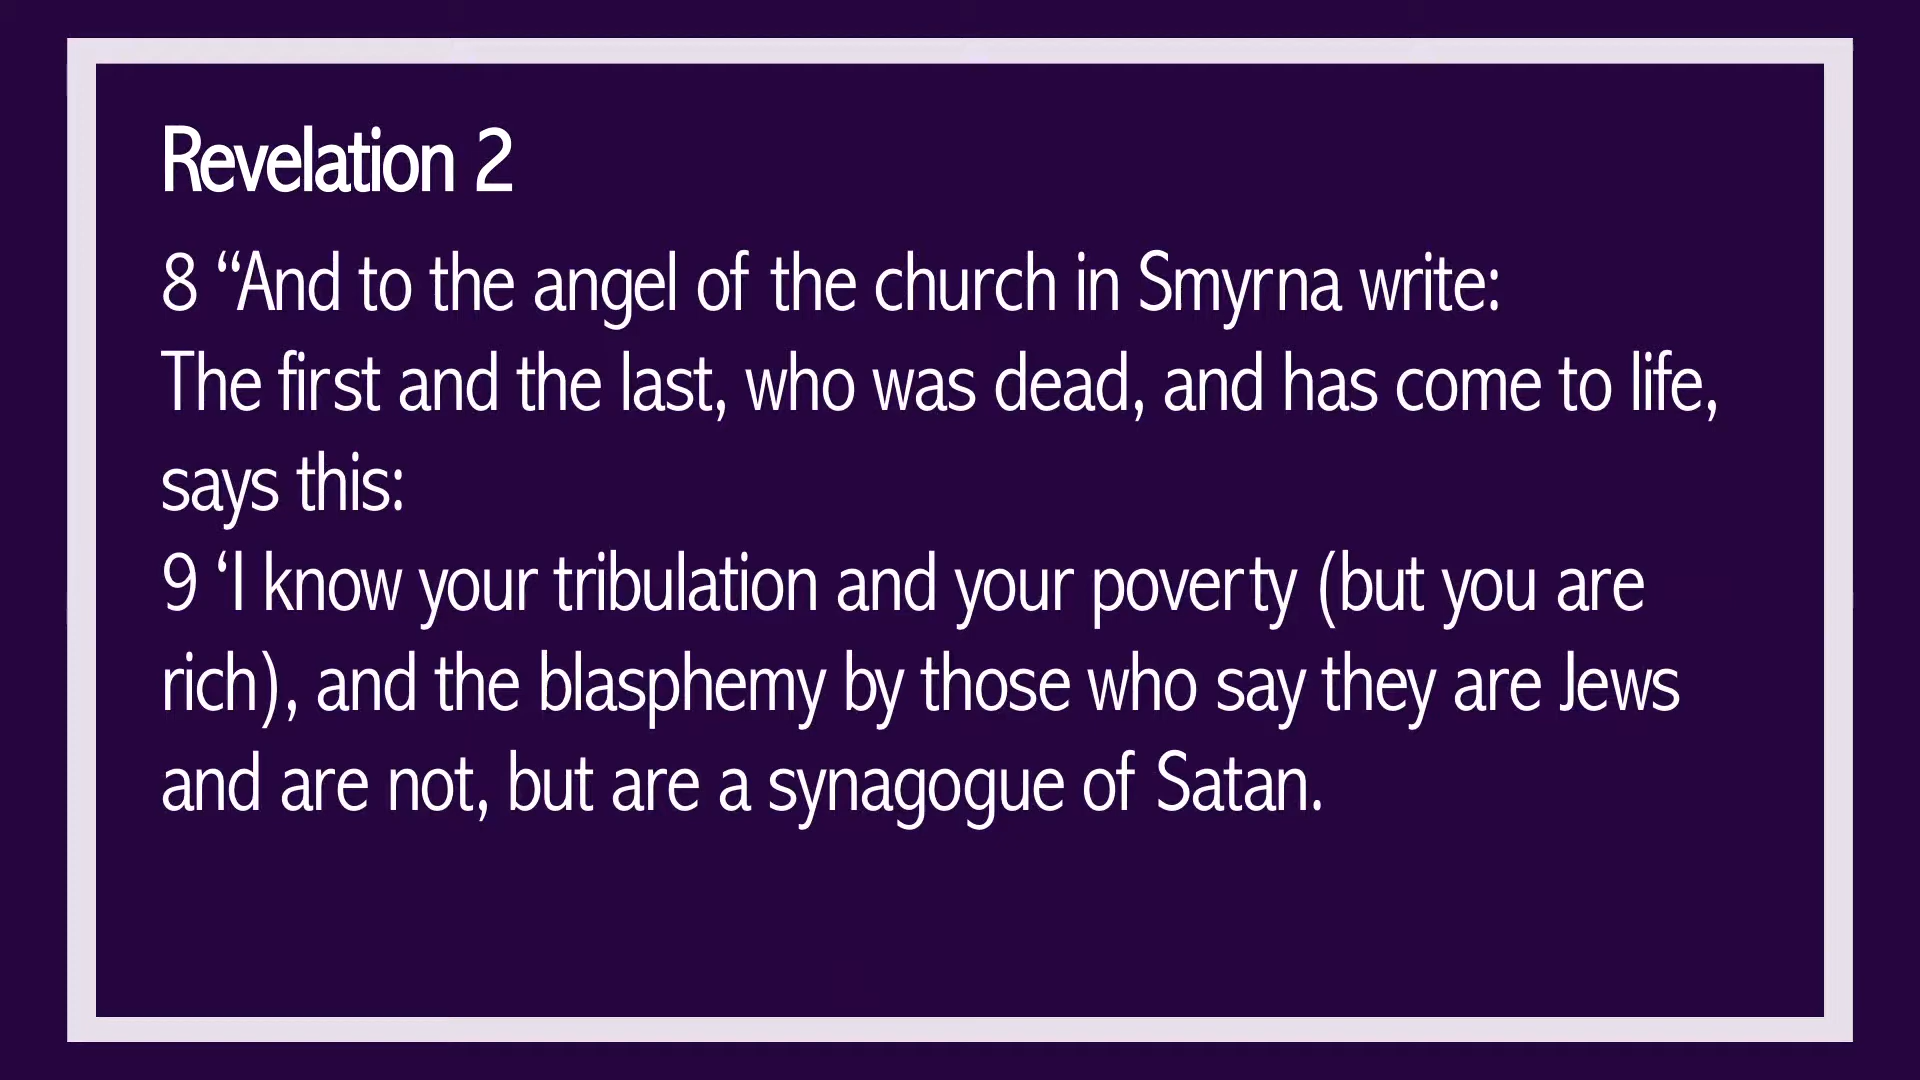 Revelation 2
8 “And to the angel of the church in Smyrna write:
The first and the last, who was dead, and has come to life,
says this:
9 ‘I know your tribulation and your poverty (but you are
rich), and the blasphemy by those who say they are Jews
and are not, but are a synagogue of Satan.